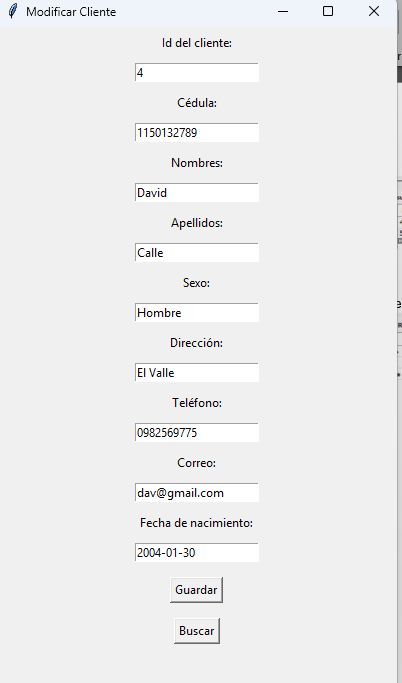 Modificar Cliente
Id del cliente:
4
Cédula:
1150132789
Nombres:
David
Apellidos:
Calle
Sexo:
Hombre
Dirección:
El Valle
Teléfono:
0982569775
Correo:
dav@gmail.com
Fecha de nacimiento:
2004-01-30
Guardar
Buscar